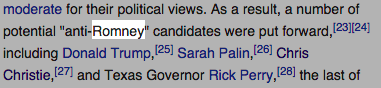 moderate for their political views. As a result, a number of
potential "anti-Romney" candidates were put forward,[23][24]
including Donald Trump,[25] Sarah Palin,[26] Chris
Christie,[27] and Texas Governor Rick Perry,[28] the last of